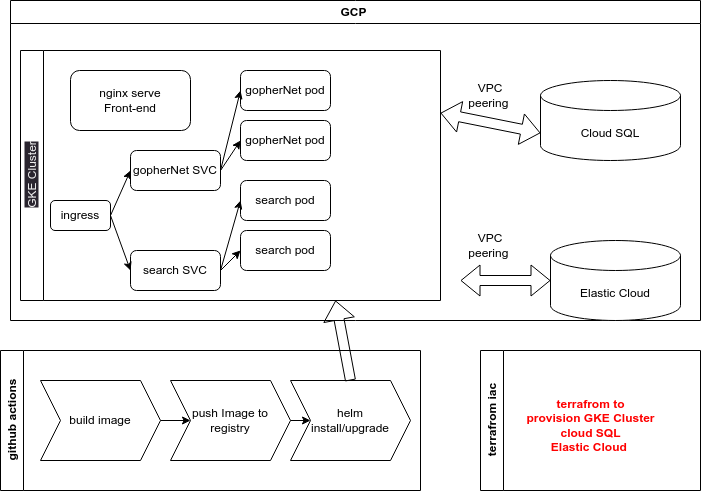 GCP
GKE Cluster
nginx serve
Front-end
gopherNet pod
gopherNet pod
gopherNet SVC
search pod
ingress
search pod
search SVC
VPC
peering
Cloud SQL
VPC
peering
Elastic Cloud
github actions
build image
push Image to
registry
helm
install/upgrade
terrafrom iac
terrafrom to
provision GKE Cluster
cloud SQL
Elastic Cloud